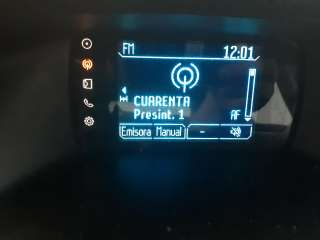 FM 12:01
CUARENTA
Presint. 1 AF
Emisora Manual -